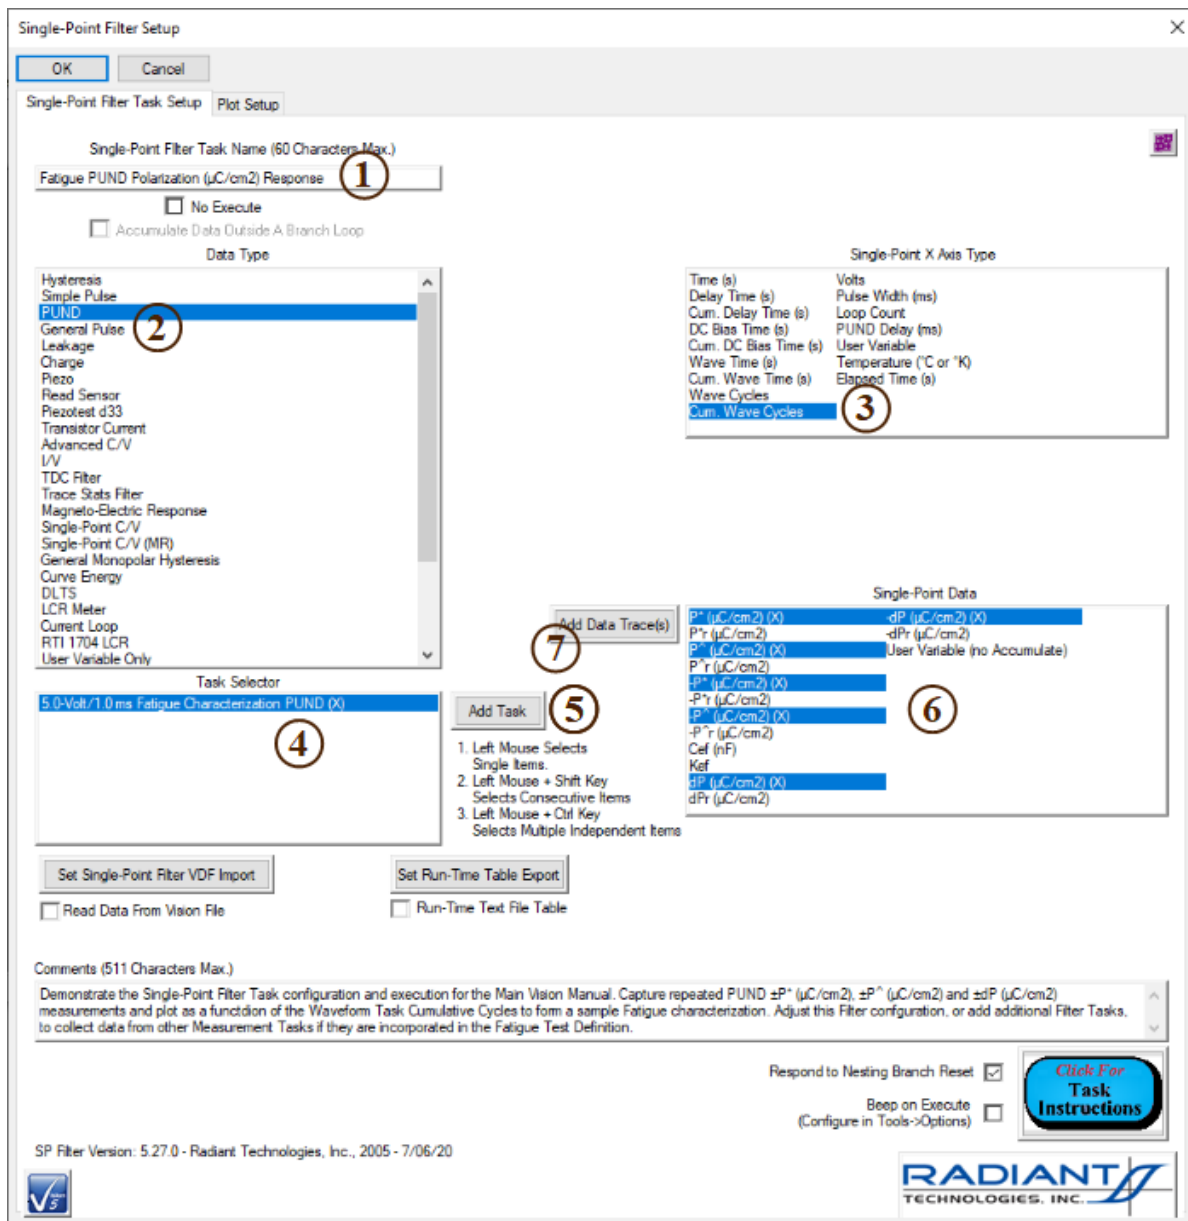 Single-Point Filter Setup
OK
Cancel
Single-Point Filter Task Setup
Plot Setup
Single-Point Filter Task Name (60 Characters Max.)
Fatigue PUND Polarization (µC/cm2) Response
1
No Execute
Accumulate Data Outside A Branch Loop
Data Type
Hysteresis
Simple Pulse
PUND
General Pulse
Leakage
Charge
Piezo
Read Sensor
Piezotest d33
Transistor Current
Advanced C/V
I/V
TDC Filter
Trace Stats Filter
Magneto-Electric Response
Single-Point C/V
Single-Point C/V (MR)
General Monopolar Hysteresis
Curve Energy
DLTS
LCR Meter
Current Loop
RTI 1704 LCR
User Variable Only
2
Single-Point X Axis Type
Time (s)
Delay Time (s)
Cum. Delay Time (s)
DC Bias Time (s)
Cum. DC Bias Time (s)
Wave Time (s)
Cum. Wave Time (s)
Wave Cycles
Cum. Wave Cycles
Volts
Pulse Width (ms)
Loop Count
PUND Delay (ms)
User Variable
Temperature (°C or °K)
Elapsed Time (s)
3
Task Selector
5.0-Volt/1.0 ms Fatigue Characterization PUND (X)
4
Add Task
5
1. Left Mouse Selects
Single Items.
2. Left Mouse + Shift Key
Selects Consecutive Items
3. Left Mouse + Ctrl Key
Selects Multiple Independent Items
Add Data Trace(s)
7
Single-Point Data
P* (µC/cm2) (X)
P*r (µC/cm2)
P^ (µC/cm2) (X)
P^r (µC/cm2)
-P* (µC/cm2) (X)
-P*r (µC/cm2)
-P^ (µC/cm2) (X)
-P^r (µC/cm2)
Cef (nF)
Kef
dP (µC/cm2) (X)
dPr (µC/cm2)
-dP (µC/cm2) (X)
-dPr (µC/cm2)
User Variable (no Accumulate)
6
Set Single-Point Filter VDF Import
Set Run-Time Table Export
Read Data From Vision File
Run-Time Text File Table
Comments (511 Characters Max.)
Demonstrate the Single-Point Filter Task configuration and execution for the Main Vision Manual. Capture repeated PUND ±P* (µC/cm2), ±P^ (µC/cm2) and ±dP (µC/cm2)
measurements and plot as a functdion of the Waveform Task Cumulative Cycles to form a sample Fatigue characterization. Adjust this Filter confguration, or add additional Filter Tasks,
to collect data from other Measurement Tasks if they are incorporated in the Fatigue Test Definition.
Respond to Nesting Branch Reset
Beep on Execute
(Configure in Tools->Options)
Click For
Task
Instructions
SP Filter Version: 5.27.0 - Radiant Technologies, Inc., 2005 - 7/06/20
RADIANT
TECHNOLOGIES, INC.